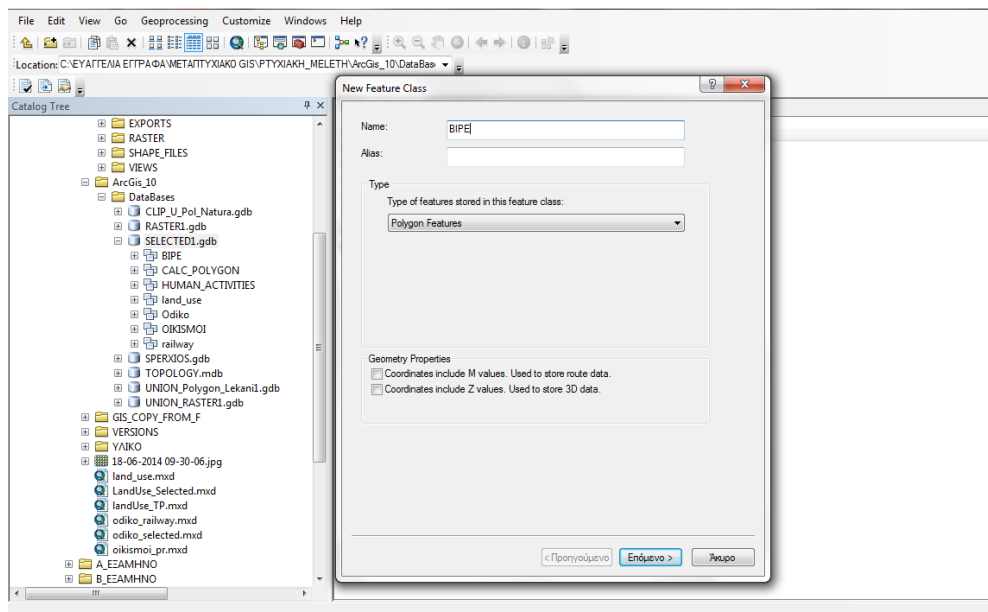 File Edit View Go Geoprocessing Customize Windows Help
Location: C:\ΕΥΑΓΓΕΛΙΑ ΕΓΓΡΑΦΑ\ΜΕΤΑΠΤΥΧΙΑΚΟ GIS\PTYXIAKH_MELETH\ArcGis_10\DataBas
Catalog Tree
EXPORTS
RASTER
SHAPE_FILES
VIEWS
ArcGis_10
DataBases
CLIP_U_Pol_Natura.gdb
RASTER1.gdb
SELECTED1.gdb
BIPE
CALC_POLYGON
HUMAN_ACTIVITIES
land_use
Odiko
OIKISMOI
railway
SPERXIOS.gdb
TOPOLOGY.mdb
UNION_Polygon_Lekani1.gdb
UNION_RASTER1.gdb
GIS_COPY_FROM_F
VERSIONS
ΥΛΙΚΟ
18-06-2014 09-30-06.jpg
land_use.mxd
LandUse_Selected.mxd
landUse_TP.mxd
odiko_railway.mxd
odiko_selected.mxd
oikismoi_pr.mxd
Α_ΕΞΑΜΗΝΟ
Β_ΕΞΑΜΗΝΟ
New Feature Class
Name: BIPE
Alias:
Type
Type of features stored in this feature class:
Polygon Features
Geometry Properties
Coordinates include M values. Used to store route data.
Coordinates include Z values. Used to store 3D data.
< Προηγούμενο Επόμενο > Άκυρο